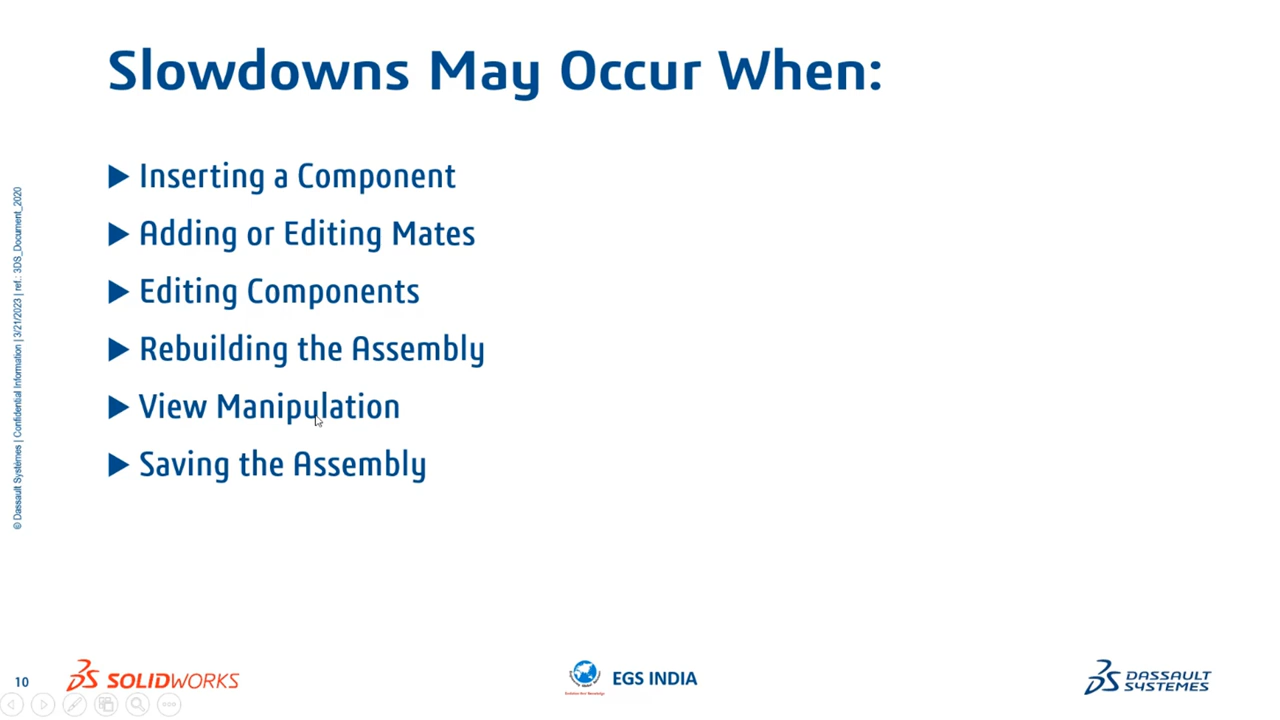 Slowdowns May Occur When:
Inserting a Component
Adding or Editing Mates
Editing Components
Rebuilding the Assembly
View Manipulation
Saving the Assembly
© Dassault Systèmes | Confidential Information | 3/21/2023 | ref.: 3DS_Document_2020
10
SOLIDWORKS
EGS INDIA
DASSAULT
SYSTEMES